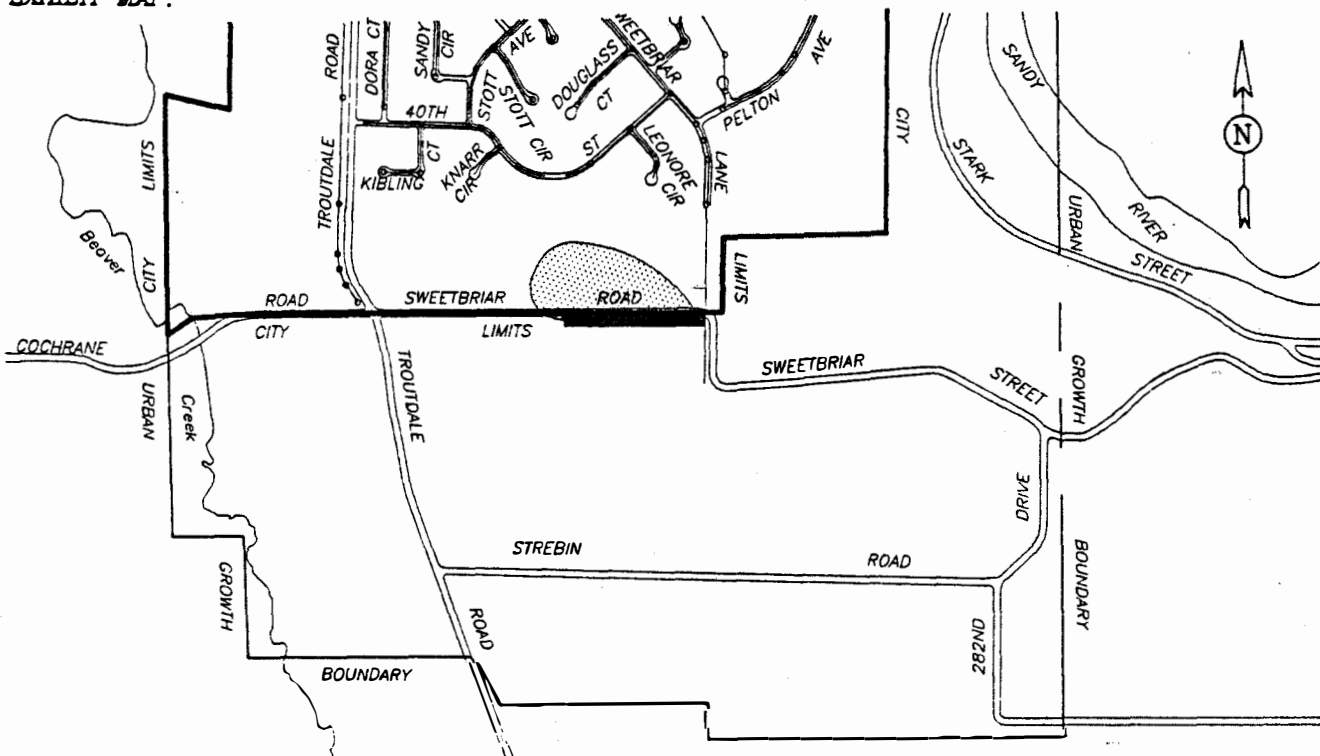 ROAD
DORA CT
SANDY CIR
AVE
STOTT
STOTT CIR
DOUGLASS CT
SWEETBRIAR
AVE
PELTON
40TH
ST
KIBLING CT
KNARR CIR
LEONORE CIR
LANE
TROUTDALE
CITY
LIMITS
LIMITS
CITY
Beaver
SANDY
RIVER
STARK
STREET
URBAN
N
ROAD
SWEETBRIAR
ROAD
CITY
LIMITS
COCHRANE
URBAN
Creek
TROUTDALE
SWEETBRIAR
STREET
GROWTH
DRIVE
STREBIN
ROAD
GROWTH
ROAD
BOUNDARY
282ND
BOUNDARY